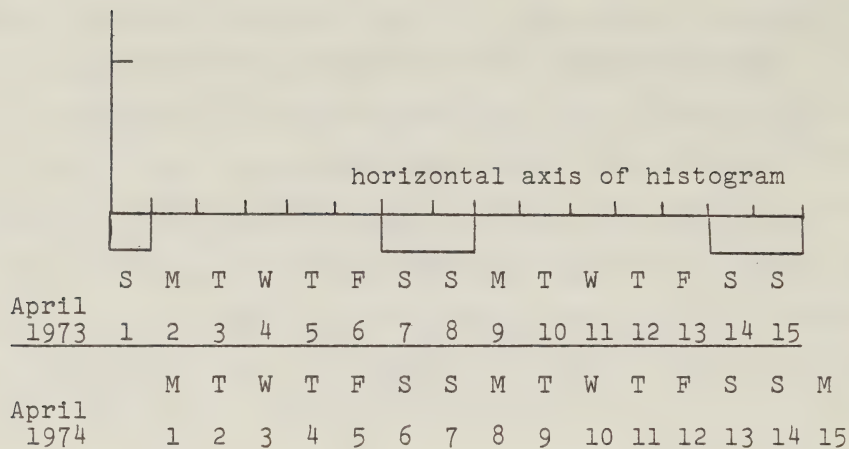 horizontal axis of histogram
S M T W T F S S M T W T F S S
April
1973 1 2 3 4 5 6 7 8 9 10 11 12 13 14 15
M T W T F S S M T W T F S S M
April
1974 1 2 3 4 5 6 7 8 9 10 11 12 13 14 15